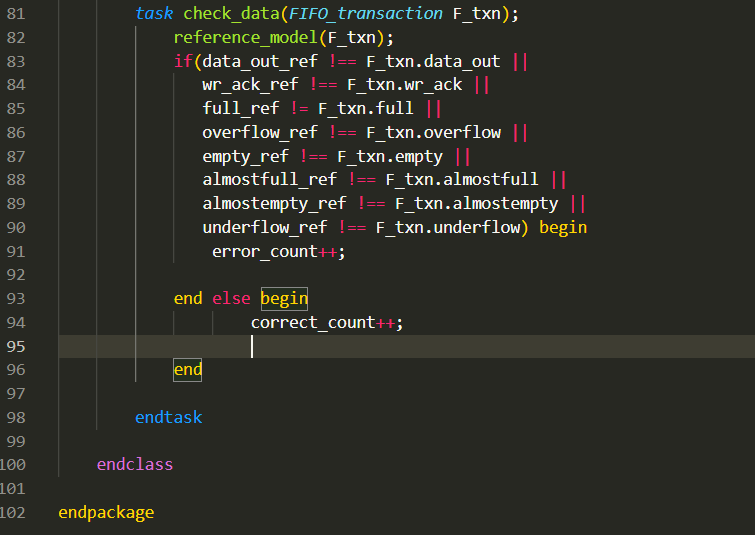 81 task check_data(FIFO_transaction F_txn);
82 reference_model(F_txn);
83 if(data_out_ref !== F_txn.data_out ||
84 wr_ack_ref !== F_txn.wr_ack ||
85 full_ref != F_txn.full ||
86 overflow_ref !== F_txn.overflow ||
87 empty_ref !== F_txn.empty ||
88 almostfull_ref !== F_txn.almostfull ||
89 almostempty_ref !== F_txn.almostempty ||
90 underflow_ref !== F_txn.underflow) begin
91 error_count++;
92
93 end else begin
94 correct_count++;
95
96 end
97
98 endtask
99
100 endclass
101
102 endpackage